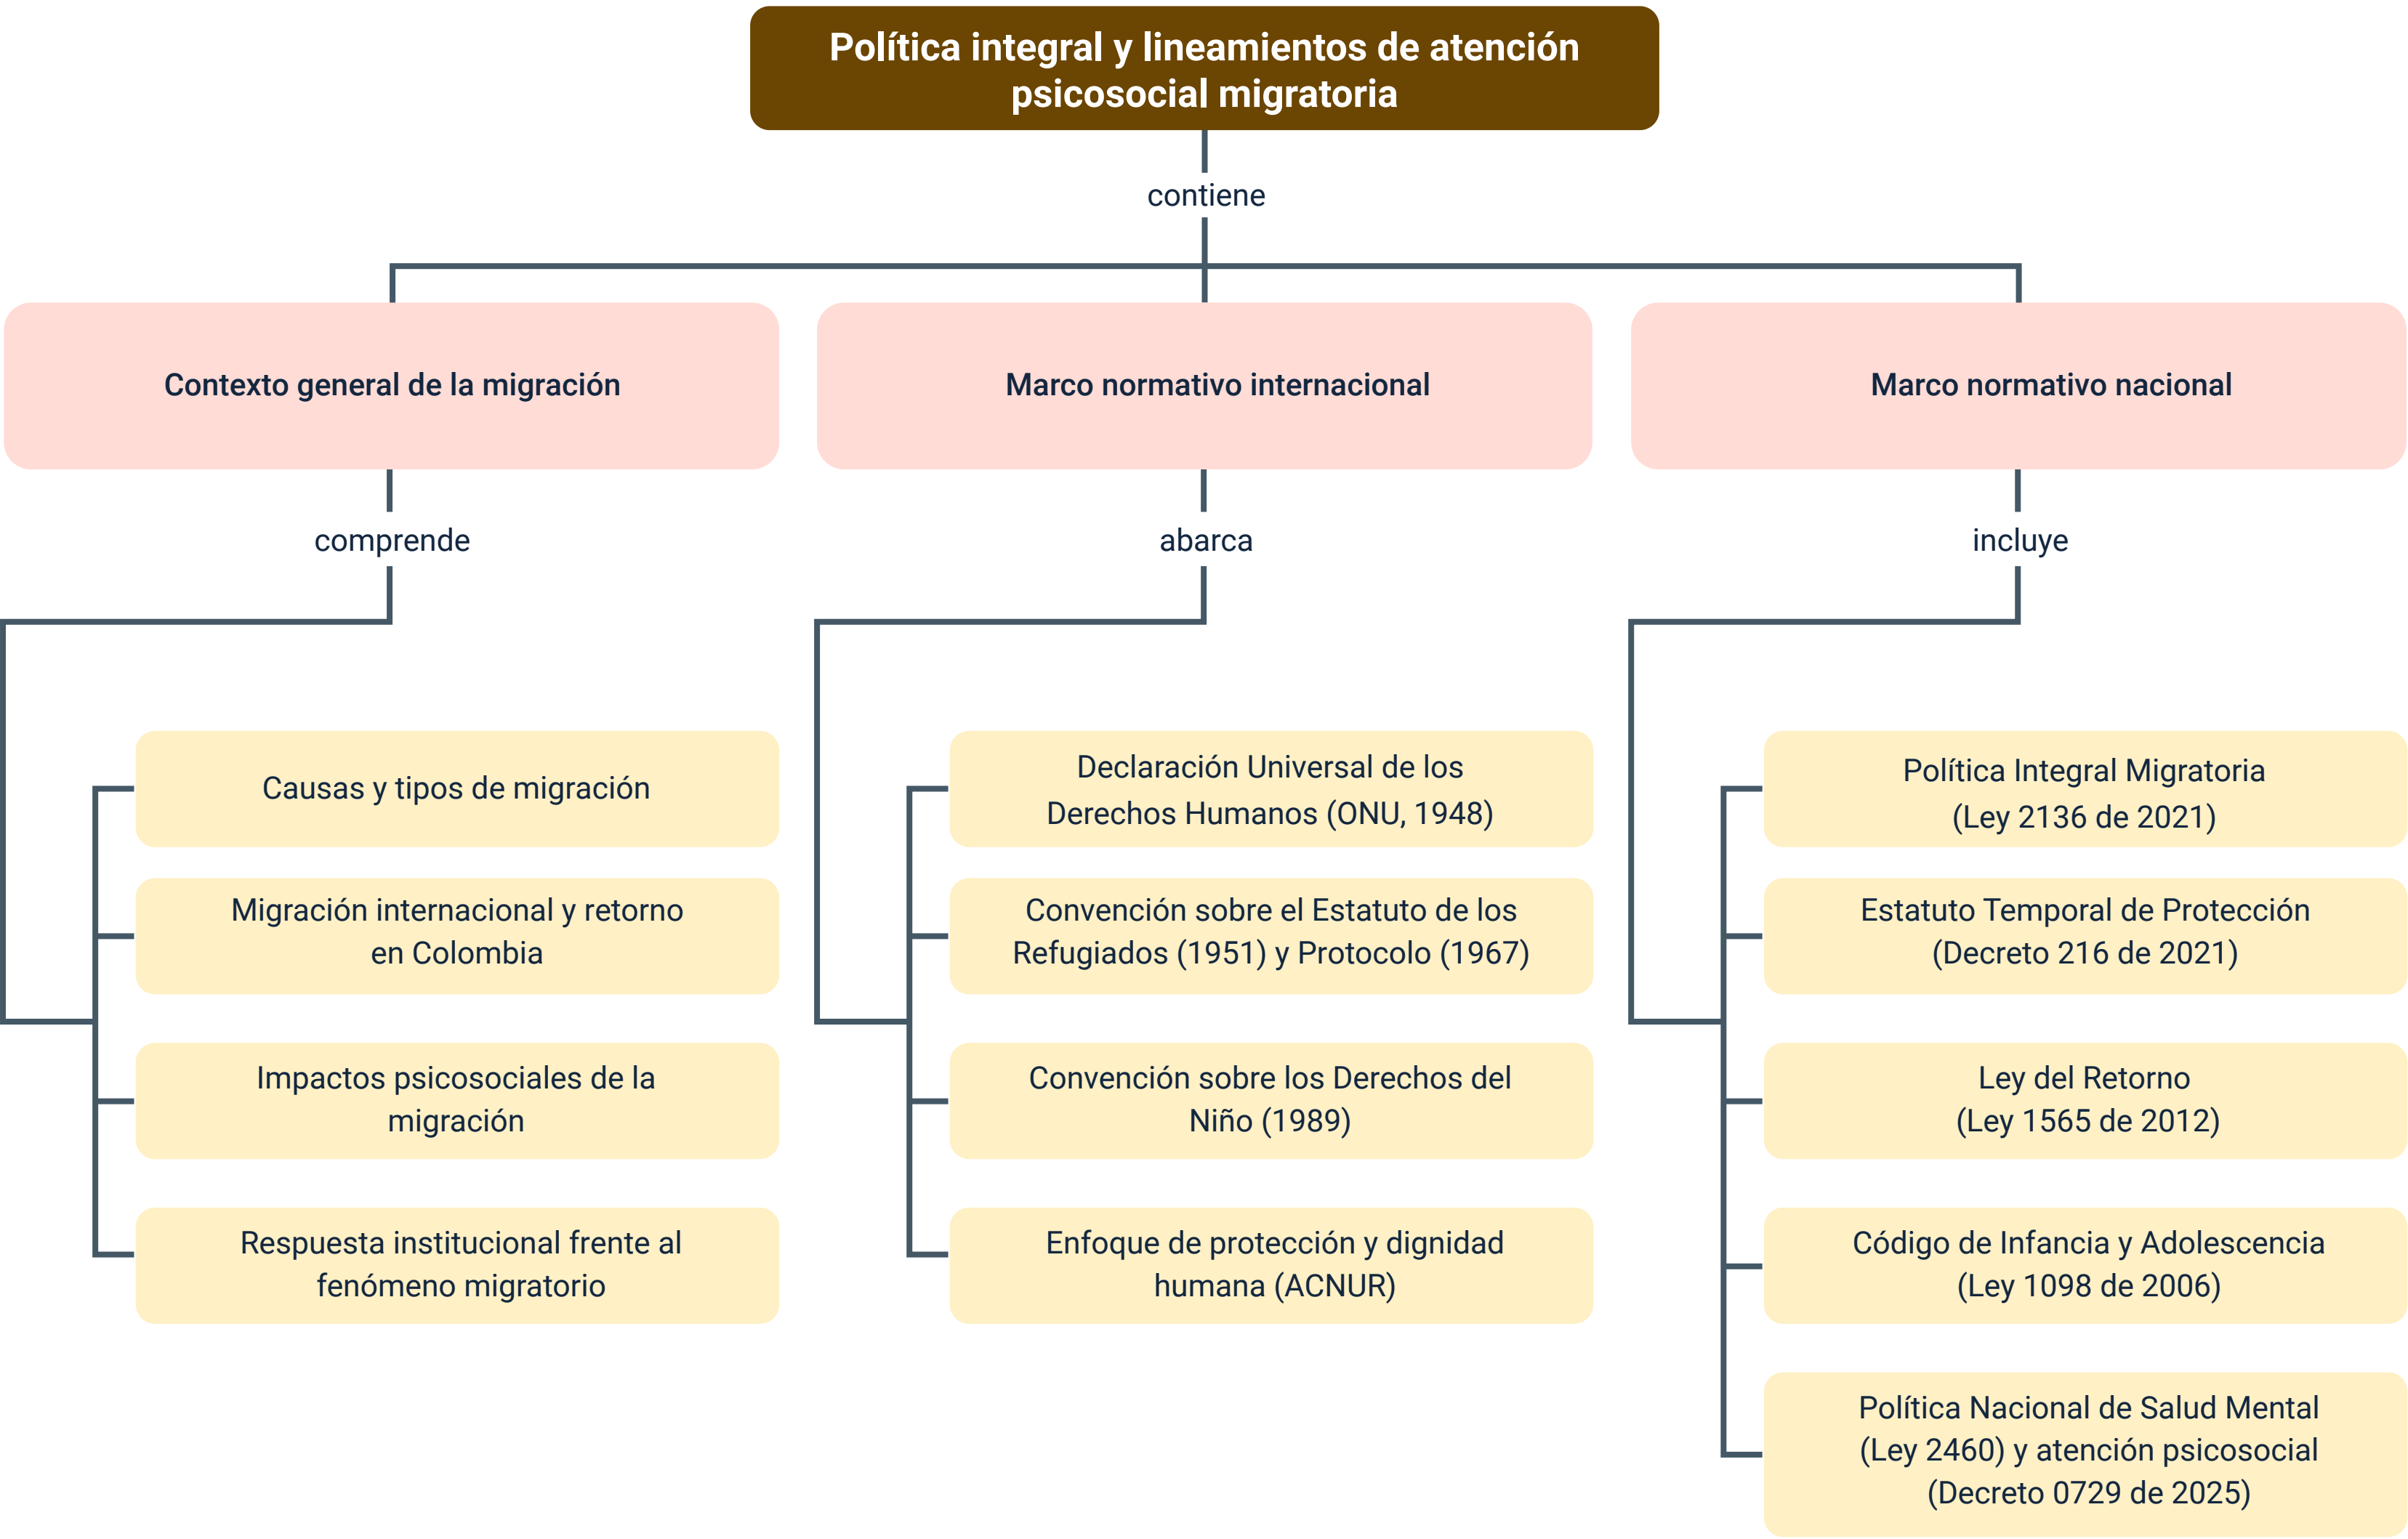 Política integral y lineamientos de atención
psicosocial migratoria
contiene
Contexto general de la migración
comprende
Causas y tipos de migración
Migración internacional y retorno
en Colombia
Impactos psicosociales de la
migración
Respuesta institucional frente al
fenómeno migratorio
Marco normativo internacional
abarca
Declaración Universal de los
Derechos Humanos (ONU, 1948)
Convención sobre el Estatuto de los
Refugiados (1951) y Protocolo (1967)
Convención sobre los Derechos del
Niño (1989)
Enfoque de protección y dignidad
humana (ACNUR)
Marco normativo nacional
incluye
Política Integral Migratoria
(Ley 2136 de 2021)
Estatuto Temporal de Protección
(Decreto 216 de 2021)
Ley del Retorno
(Ley 1565 de 2012)
Código de Infancia y Adolescencia
(Ley 1098 de 2006)
Política Nacional de Salud Mental
(Ley 2460) y atención psicosocial
(Decreto 0729 de 2025)